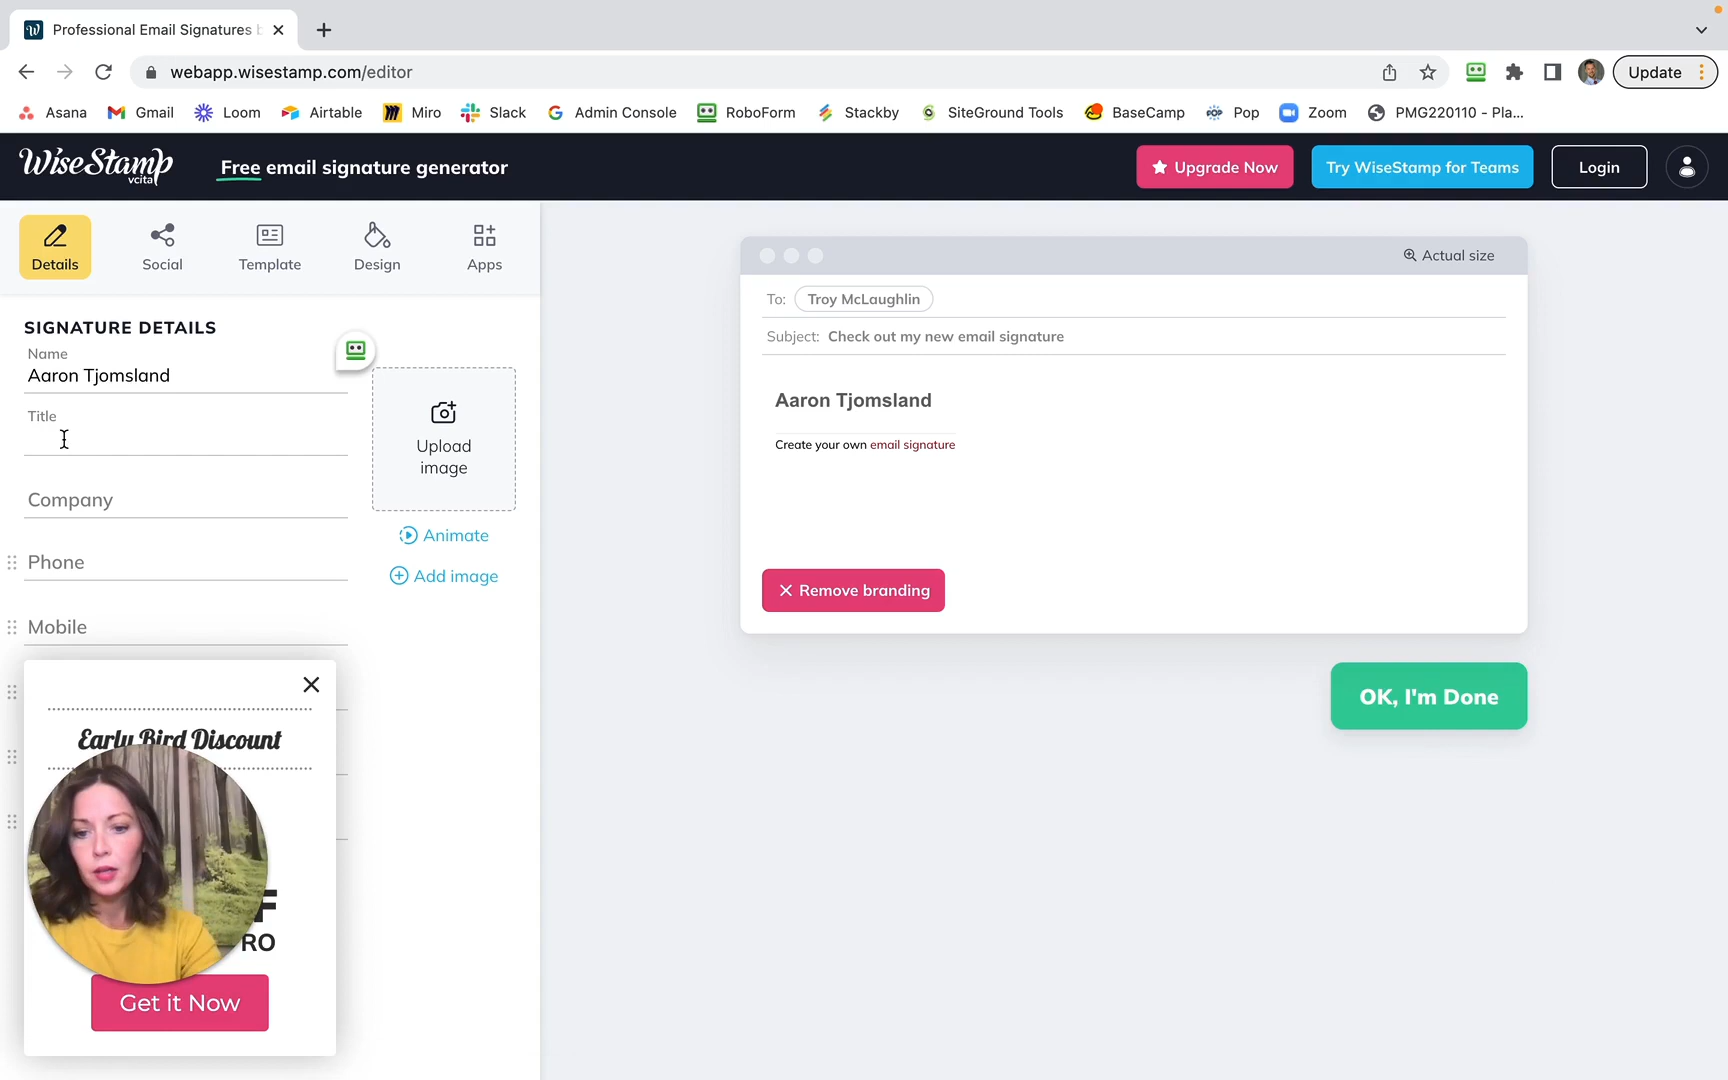 Professional Email Signatures b
webapp.wisestamp.com/editor
Update
Asana
Gmail
Loom
Airtable
Miro
Slack
Admin Console
RoboForm
Stackby
SiteGround Tools
BaseCamp
Pop
Zoom
PMG220110 - Pla...
WiseStamp
vcita
Free email signature generator
Upgrade Now
Try WiseStamp for Teams
Login
Details
Social
Template
Design
Apps
SIGNATURE DETAILS
Name
Aaron Tjomsland
Title
Company
Phone
Mobile
Upload
image
Animate
Add image
Early Bird Discount
F
RO
Get it Now
Actual size
To: Troy McLaughlin
Subject: Check out my new email signature
Aaron Tjomsland
Create your own email signature
Remove branding
OK, I'm Done